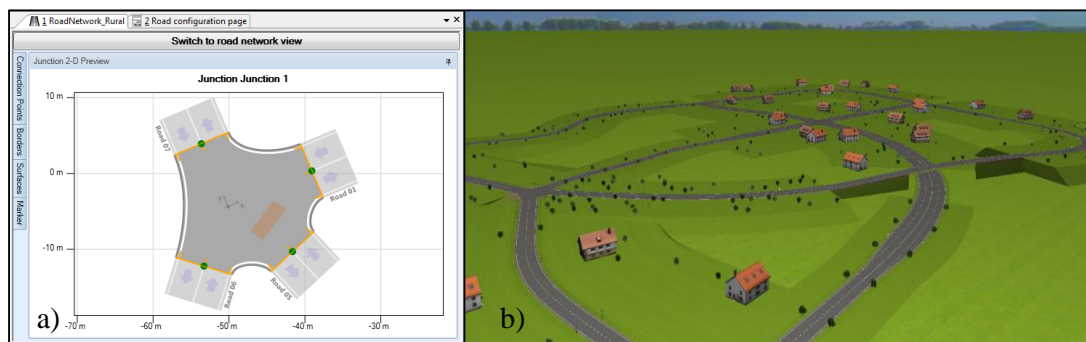 1 RoadNetwork_Rural 2 Road configuration page
Switch to road network view
Connection Points Borders Surfaces Marker
Junction 2-D Preview
Junction Junction 1
10 m
0 m
-10 m
Road 07
Road 01
Road 06
Road 05
-70 m -60 m -50 m -40 m -30 m
a)
b)